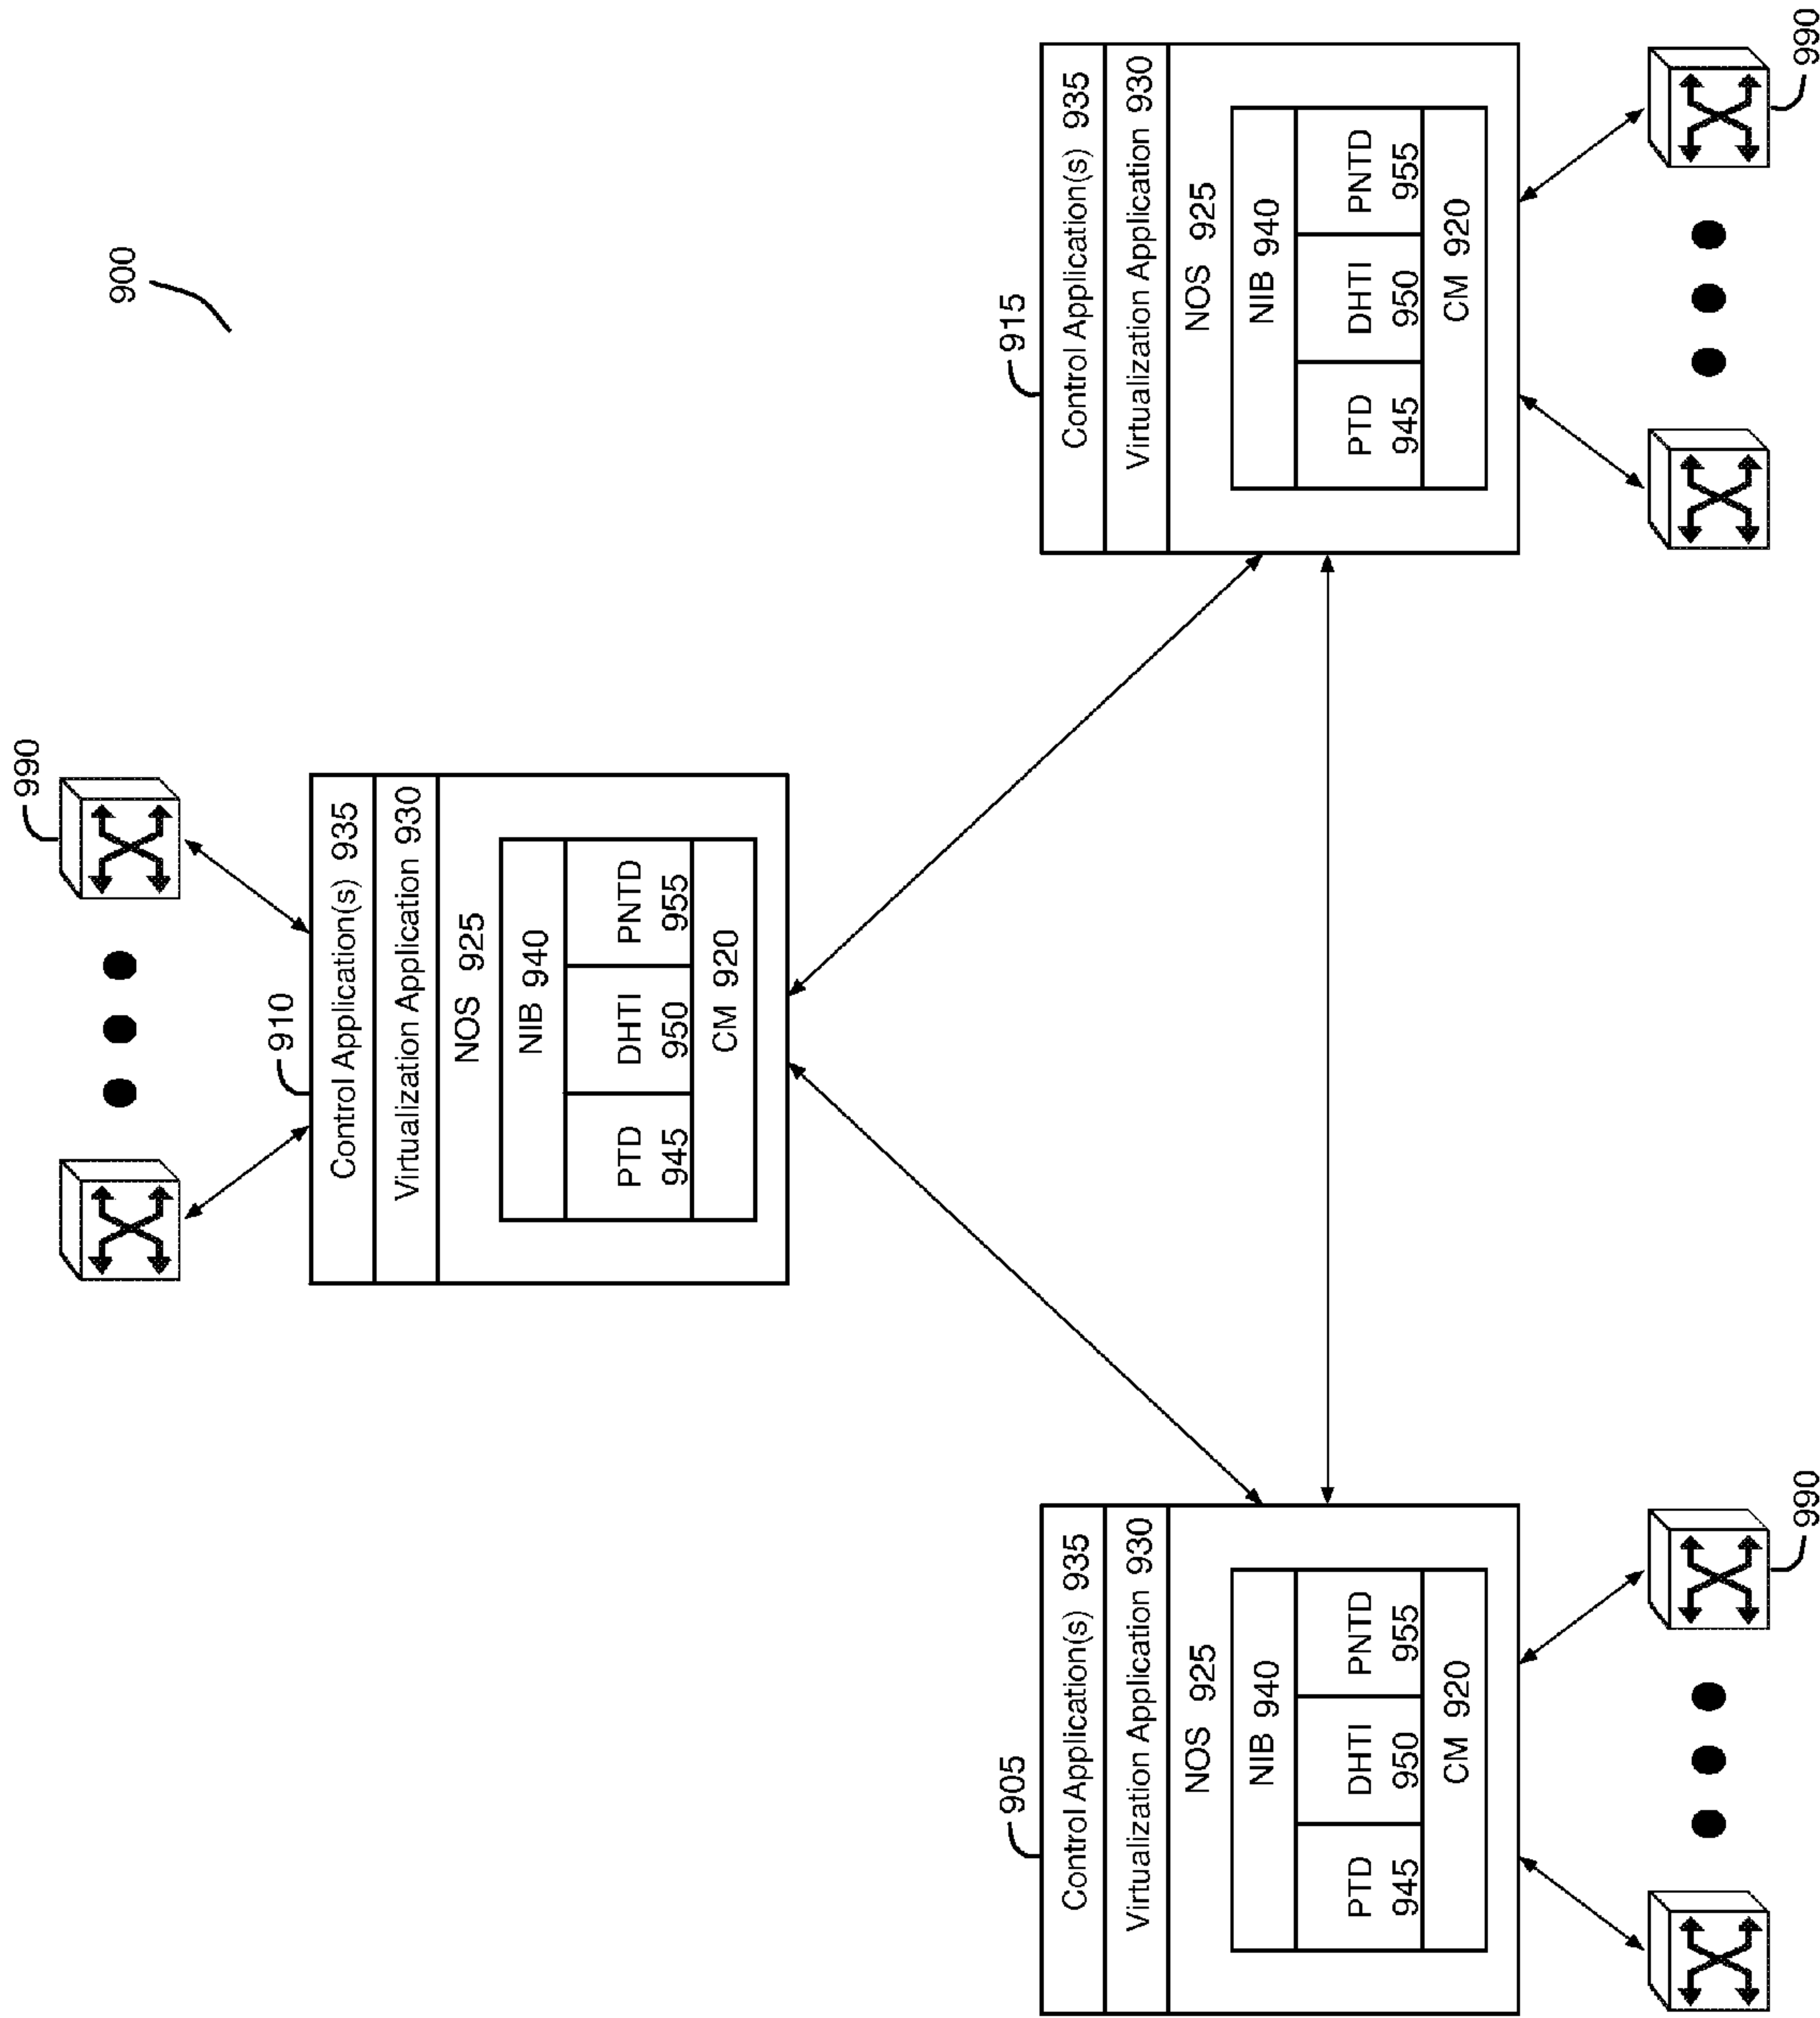 900
990
910
Control Application(s) 935
Virtualization Application 930
NOS 925
NIB 940
PTD 945
DHTI 950
PNTD 955
CM 920
905
Control Application(s) 935
Virtualization Application 930
NOS 925
NIB 940
PTD 945
DHTI 950
PNTD 955
CM 920
990
915
Control Application(s) 935
Virtualization Application 930
NOS 925
NIB 940
PTD 945
DHTI 950
PNTD 955
CM 920
990